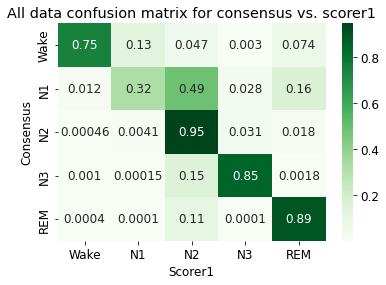 All data confusion matrix for consensus vs. scorer1
Consensus
Wake 0.75 0.13 0.047 0.003 0.074
N1 0.012 0.32 0.49 0.028 0.16
N2 0.00046 0.0041 0.95 0.031 0.018
N3 0.001 0.00015 0.15 0.85 0.0018
REM 0.0004 0.0001 0.11 0.0001 0.89
Wake N1 N2 N3 REM
Scorer1
0.8
0.6
0.4
0.2